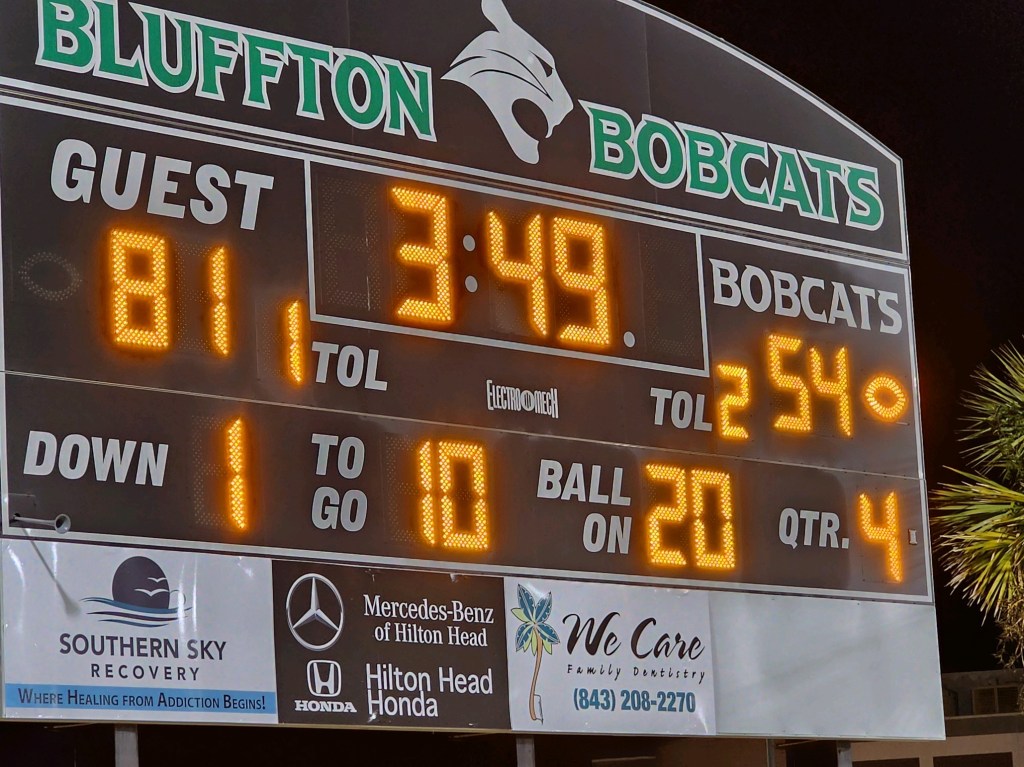 BLUFFTON BOBCATS
GUEST
3:49
BOBCATS
81
54
1 TOL
ELECTRO MECH
TOL 2
DOWN 1
TO GO 10
BALL ON 20
QTR. 4
SOUTHERN SKY
RECOVERY
WHERE HEALING FROM ADDICTION BEGINS!
Mercedes-Benz
of Hilton Head
HONDA
Hilton Head
Honda
We Care
Family Dentistry
(843) 208-2270